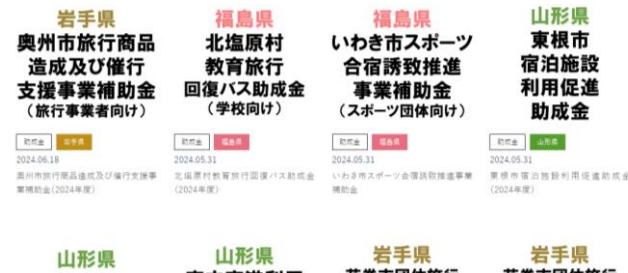 岩手県
奥州市旅行商品
造成及び催行
支援事業補助金
（旅行事業者向け）
助成金 岩手県
2024.06.18
奥州市旅行商品造成及び催行支援事
業補助金(2024年度)
福島県
北塩原村
教育旅行
回復バス助成金
（学校向け）
助成金 福島県
2024.05.31
北塩原村教育旅行回復バス助成金
(2024年度)
福島県
いわき市スポーツ
合宿誘致推進
事業補助金
（スポーツ団体向け）
助成金 福島県
2024.05.31
いわき市スポーツ合宿誘致推進事業
補助金
山形県
東根市
宿泊施設
利用促進
助成金
助成金 山形県
2024.05.31
東根市宿泊施設利用促進助成金
(2024年度)
山形県
山形県
岩手県
岩手県